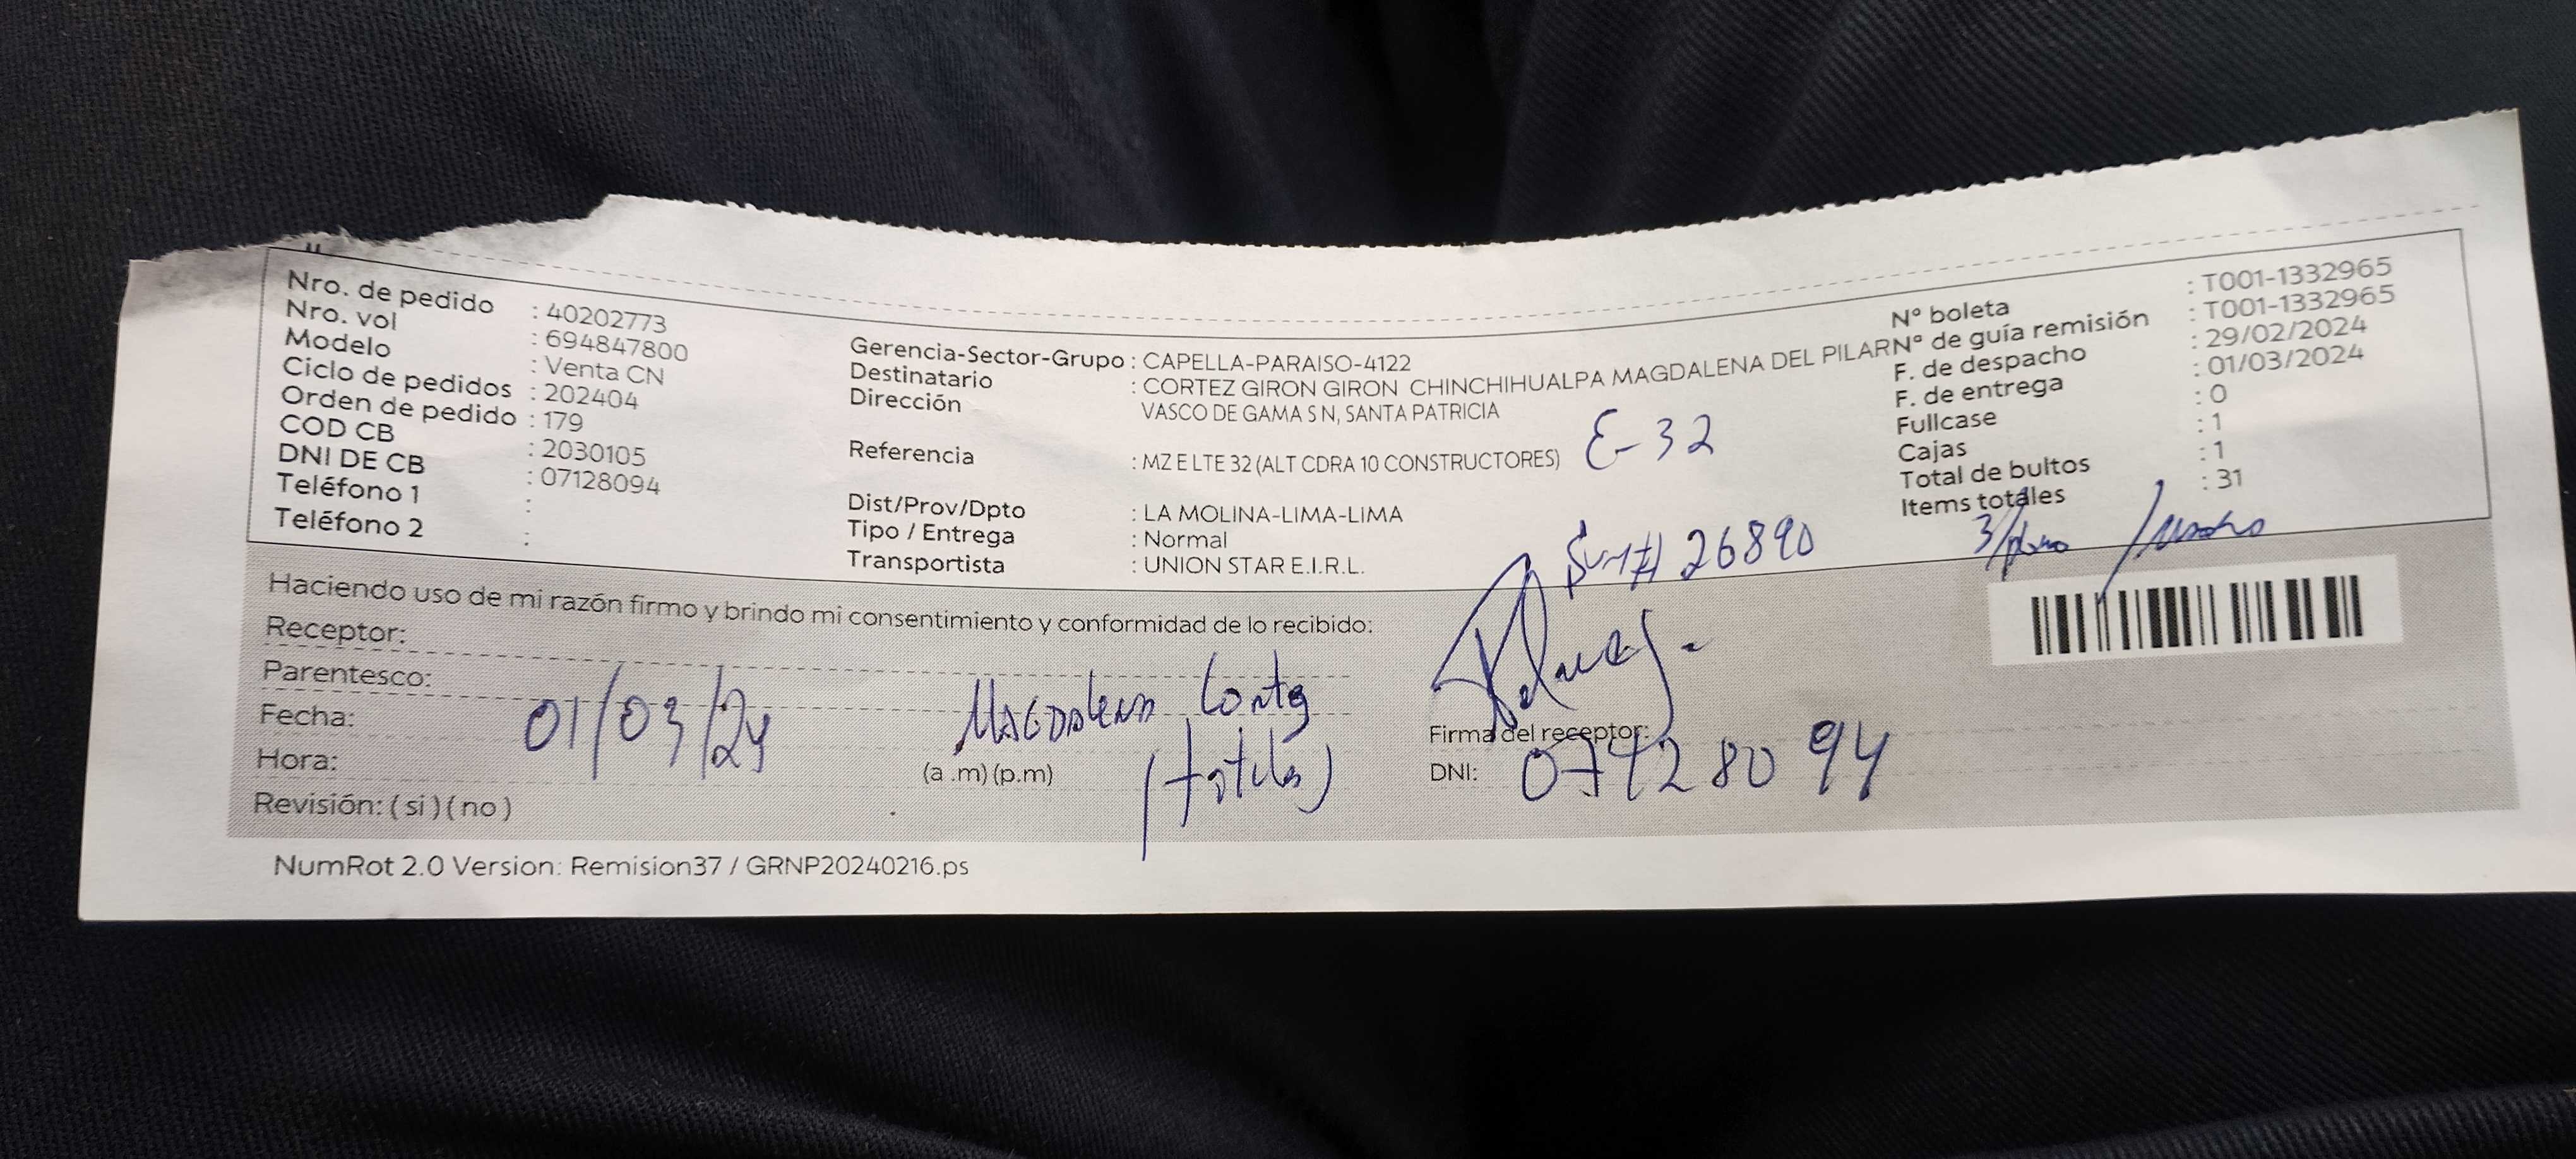 Nro. de pedido : 40202773
Nro. vol : 694847800
Modelo : Venta CN
Ciclo de pedidos : 202404
Orden de pedido : 179
COD CB : 2030105
DNI DE CB : 07128094
Teléfono 1 :
Teléfono 2 :
Gerencia-Sector-Grupo : CAPELLA-PARAISO-4122
Destinatario : CORTEZ GIRON GIRON CHINCHIHUALPA MAGDALENA DEL PILAR
Dirección VASCO DE GAMA S N, SANTA PATRICIA
Referencia : MZ E LTE 32 (ALT CDRA 10 CONSTRUCTORES) E-32
Dist/Prov/Dpto : LA MOLINA-LIMA-LIMA
Tipo / Entrega : Normal
Transportista : UNION STAR E.I.R.L.
N° boleta : T001-1332965
N° de guía remisión : T001-1332965
F. de despacho : 29/02/2024
F. de entrega : 01/03/2024
Fullcase : 0
Cajas : 1
Total de bultos : 1
Items totales : 31
26890
Haciendo uso de mi razón firmo y brindo mi consentimiento y conformidad de lo recibido:
Receptor:
Parentesco:
Fecha: 01/03/24 Magdalena
Hora: (a .m) (p.m)
Revisión: ( si ) ( no )
Firma del receptor:
DNI: 07128094
NumRot 2.0 Version: Remision37 / GRNP20240216.ps